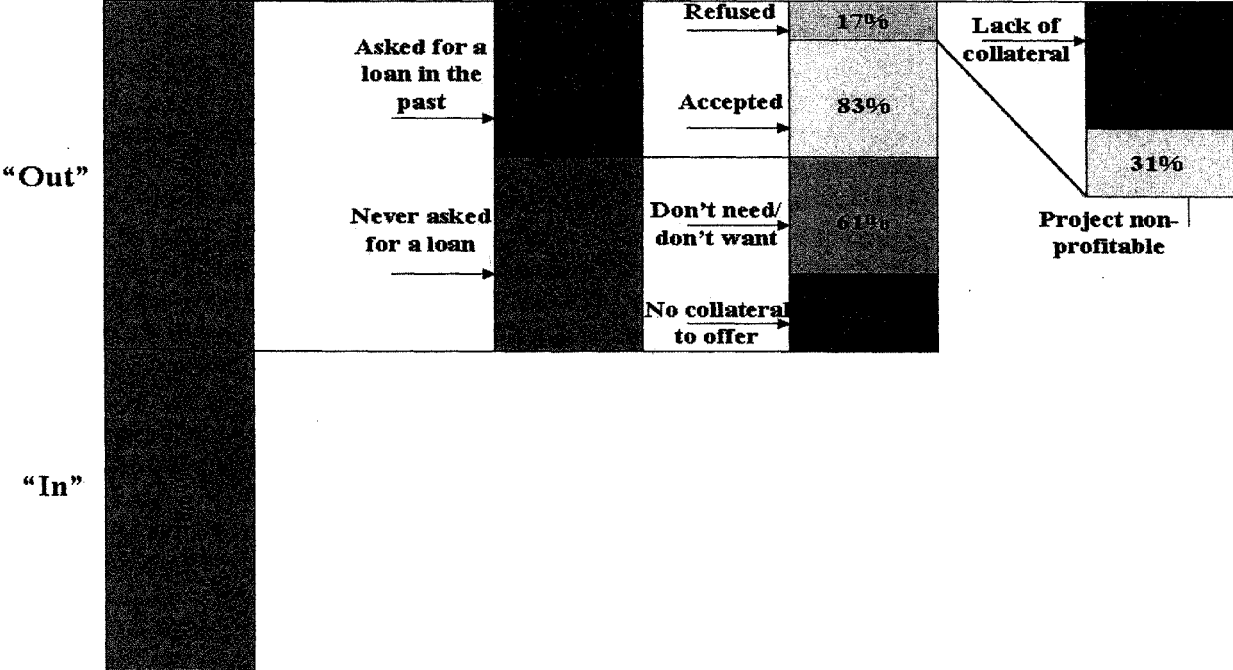 Refused
17%
Lack of
collateral
Asked for a
loan in the
past
Accepted
83%
"Out"
31%
Never asked
for a loan
Don't need/
don't want
61%
Project non-
profitable
No collateral
to offer
"In"